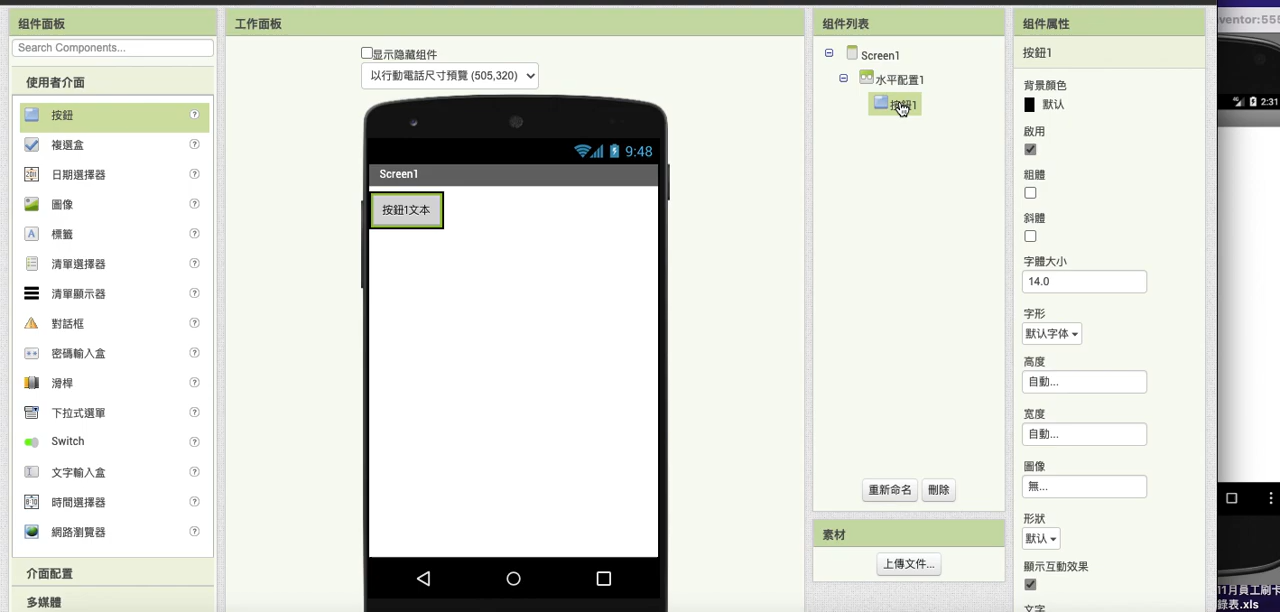 组件面板
Search Components...
使用者介面
按鈕
複選盒
日期選擇器
圖像
標籤
清單選擇器
清單顯示器
對話框
密碼輸入盒
滑桿
下拉式選單
Switch
文字輸入盒
時間選擇器
網路瀏覽器
介面配置
多媒體
工作面板
显示隐藏组件
以行動電話尺寸預覽 (505,320)
9:48
Screen1
按鈕1文本
组件列表
Screen1
水平配置1
按鈕1
重新命名
刪除
素材
上傳文件...
组件属性
按鈕1
背景顏色
默认
啟用
粗體
斜體
字體大小
14.0
字形
默认字体
高度
自動...
宽度
自動...
圖像
無...
形狀
默认
顯示互動效果
文字
ventor:555
2:31
11月員工刷卡
錄表.xls